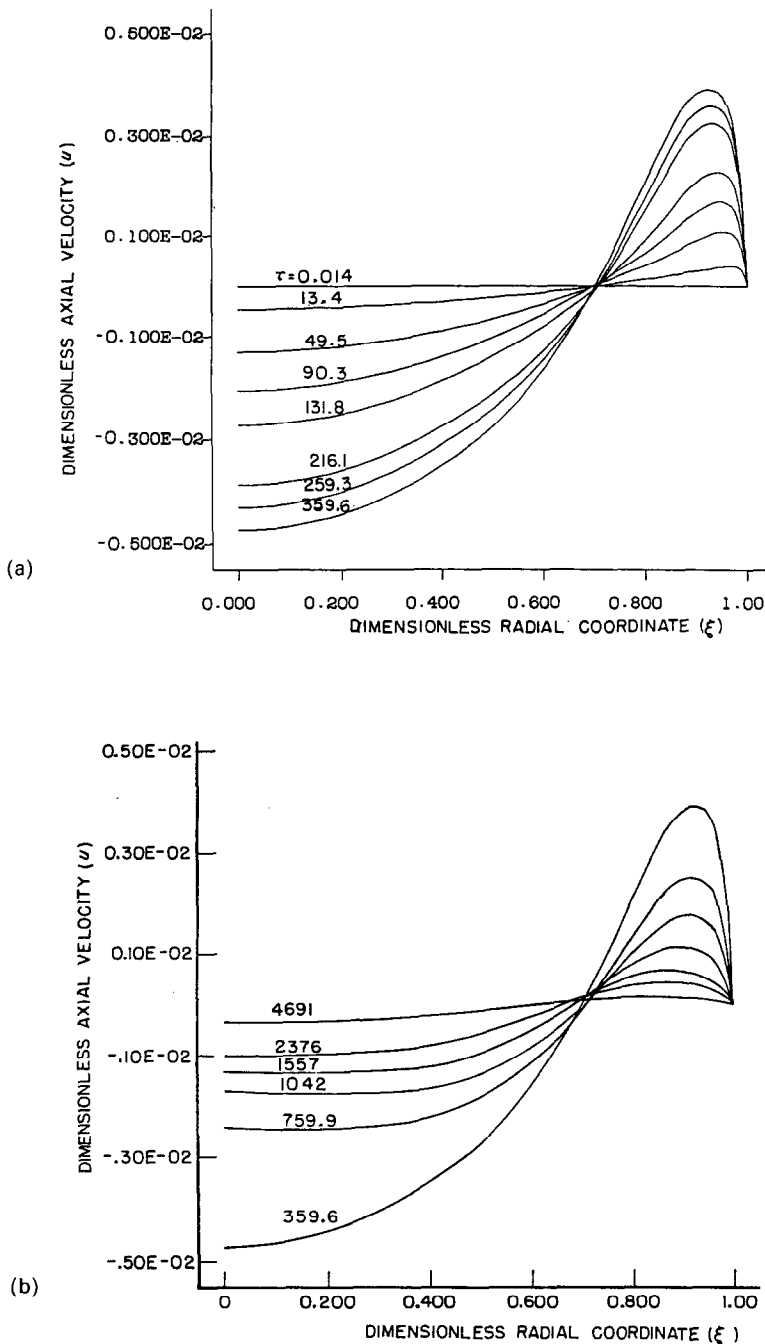 0.500E-02
0.300E-02
0.100E-02
-0.100E-02
-0.300E-02
-0.500E-02
DIMENSIONLESS AXIAL VELOCITY (u)
τ=0.014
13.4
49.5
90.3
131.8
216.1
259.3
359.6
(a)
0.000 0.200 0.400 0.600 0.800 1.00
DIMENSIONLESS RADIAL COORDINATE (ξ)
0.50E-02
0.30E-02
0.10E-02
-.10E-02
-.30E-02
-.50E-02
DIMENSIONLESS AXIAL VELOCITY (u)
4691
2376
1557
1042
759.9
359.6
(b)
0 0.200 0.400 0.600 0.800 1.00
DIMENSIONLESS RADIAL COORDINATE (ξ)